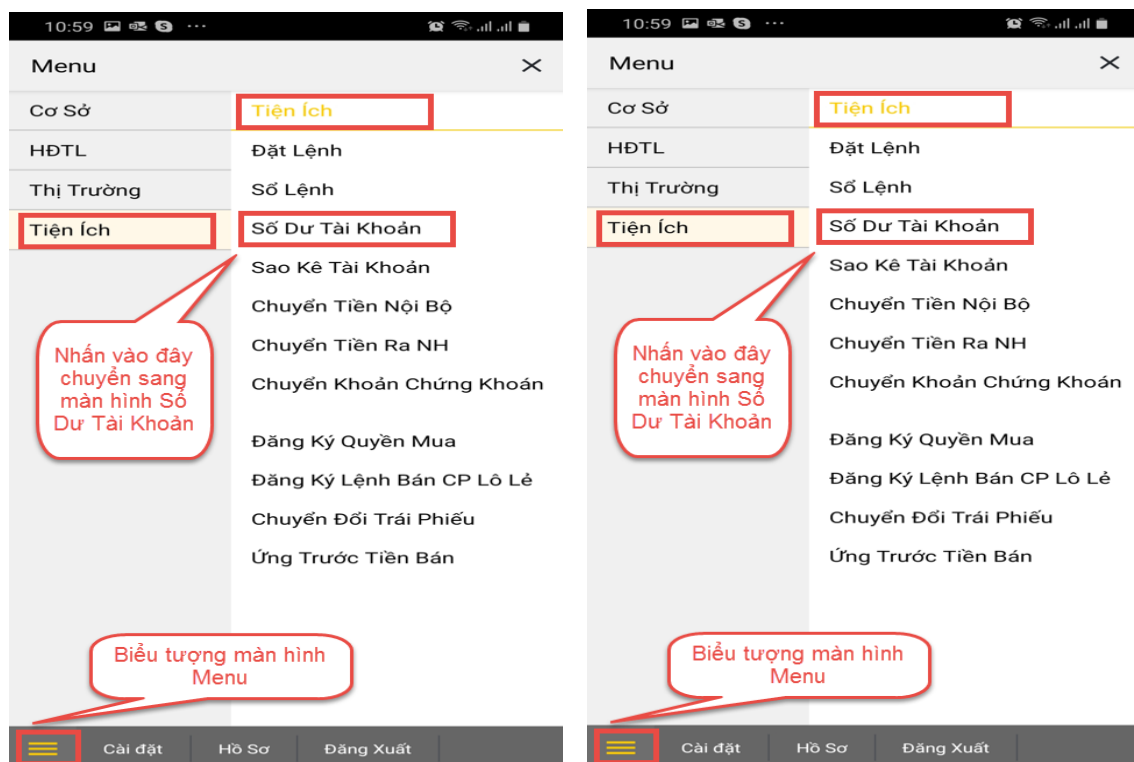 10:59
Menu
Cơ Sở
HĐTL
Thị Trường
Tiện Ích
Tiện Ích
Đặt Lệnh
Sổ Lệnh
Số Dư Tài Khoản
Sao Kê Tài Khoản
Chuyển Tiền Nội Bộ
Chuyển Tiền Ra NH
Chuyển Khoản Chứng Khoán
Đăng Ký Quyền Mua
Đăng Ký Lệnh Bán CP Lô Lẻ
Chuyển Đổi Trái Phiếu
Ứng Trước Tiền Bán
Nhấn vào đây
chuyển sang
màn hình Số
Dư Tài Khoản
Biểu tượng màn hình
Menu
Cài đặt
Hồ Sơ
Đăng Xuất
10:59
Menu
Cơ Sở
HĐTL
Thị Trường
Tiện Ích
Tiện Ích
Đặt Lệnh
Sổ Lệnh
Số Dư Tài Khoản
Sao Kê Tài Khoản
Chuyển Tiền Nội Bộ
Chuyển Tiền Ra NH
Chuyển Khoản Chứng Khoán
Đăng Ký Quyền Mua
Đăng Ký Lệnh Bán CP Lô Lẻ
Chuyển Đổi Trái Phiếu
Ứng Trước Tiền Bán
Nhấn vào đây
chuyển sang
màn hình Số
Dư Tài Khoản
Biểu tượng màn hình
Menu
Cài đặt
Hồ Sơ
Đăng Xuất